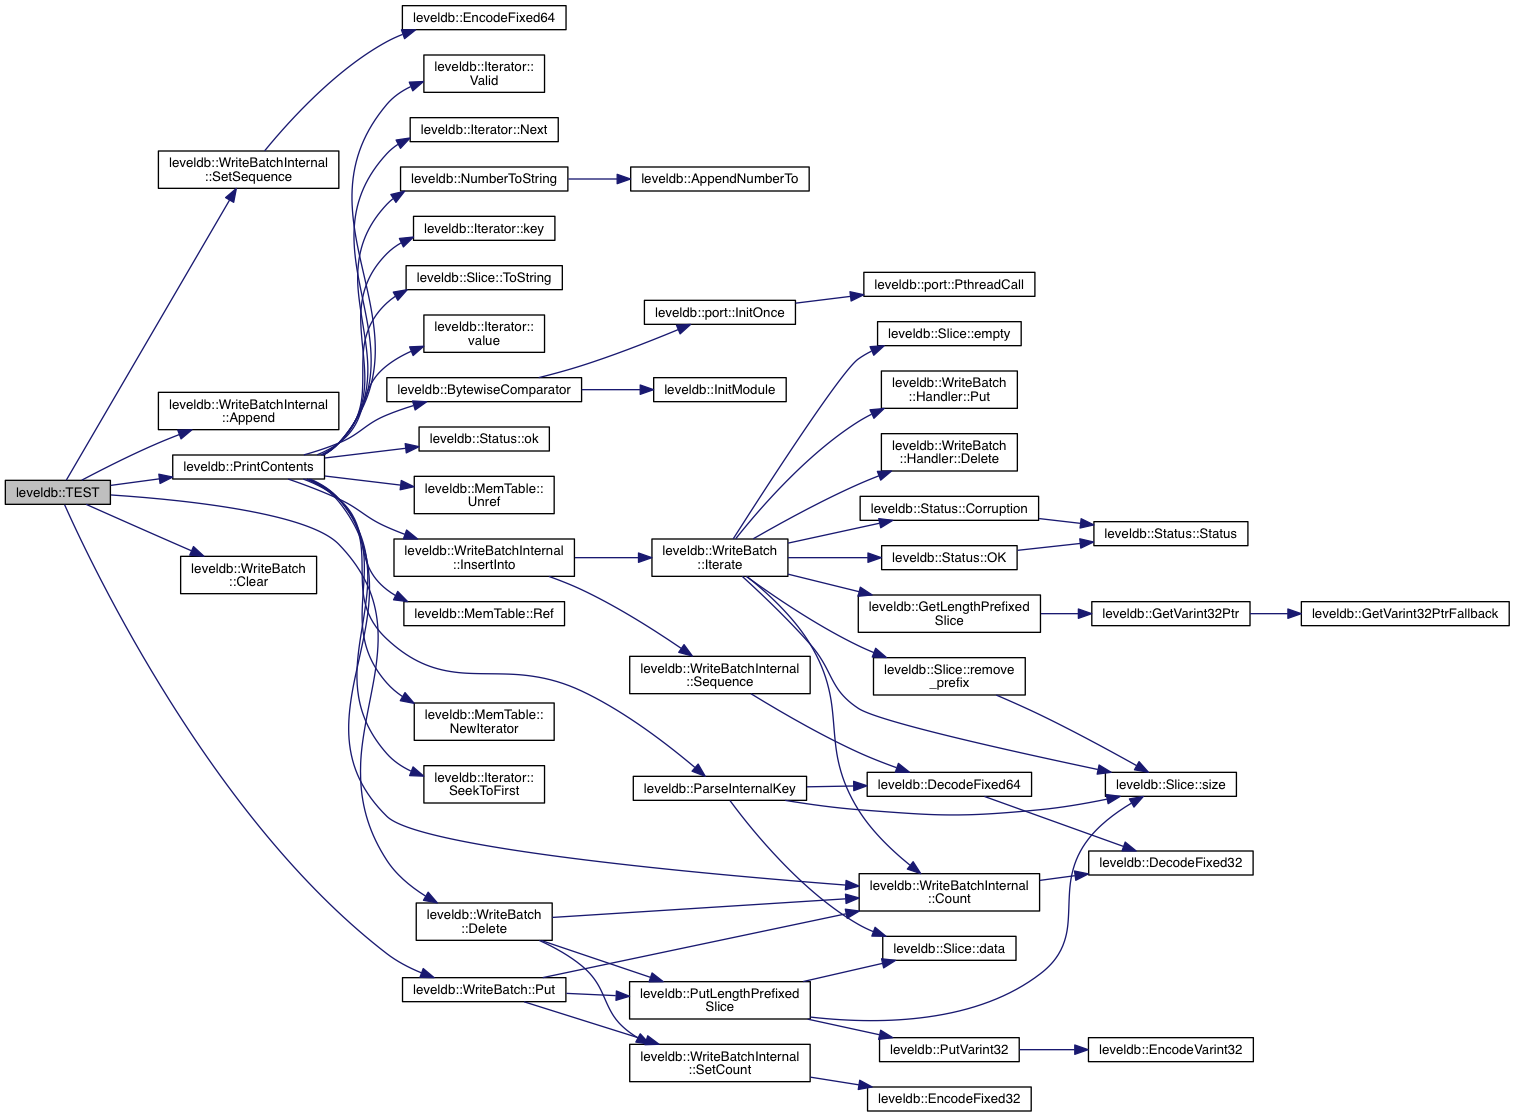 leveldb::EncodeFixed64
leveldb::Iterator::
Valid
leveldb::Iterator::Next
leveldb::WriteBatchInternal
::SetSequence
leveldb::NumberToString
leveldb::AppendNumberTo
leveldb::Iterator::key
leveldb::Slice::ToString
leveldb::port::PthreadCall
leveldb::port::InitOnce
leveldb::Iterator::
value
leveldb::Slice::empty
leveldb::BytewiseComparator
leveldb::InitModule
leveldb::WriteBatch
::Handler::Put
leveldb::WriteBatchInternal
::Append
leveldb::Status::ok
leveldb::WriteBatch
::Handler::Delete
leveldb::PrintContents
leveldb::TEST
leveldb::MemTable::
Unref
leveldb::Status::Corruption
leveldb::Status::Status
leveldb::WriteBatchInternal
::InsertInto
leveldb::WriteBatch
::Iterate
leveldb::Status::OK
leveldb::WriteBatch
::Clear
leveldb::MemTable::Ref
leveldb::GetLengthPrefixed
Slice
leveldb::GetVarint32Ptr
leveldb::GetVarint32PtrFallback
leveldb::WriteBatchInternal
::Sequence
leveldb::Slice::remove
_prefix
leveldb::MemTable::
NewIterator
leveldb::Iterator::
SeekToFirst
leveldb::ParseInternalKey
leveldb::DecodeFixed64
leveldb::Slice::size
leveldb::DecodeFixed32
leveldb::WriteBatchInternal
::Count
leveldb::WriteBatch
::Delete
leveldb::Slice::data
leveldb::WriteBatch::Put
leveldb::PutLengthPrefixed
Slice
leveldb::PutVarint32
leveldb::EncodeVarint32
leveldb::WriteBatchInternal
::SetCount
leveldb::EncodeFixed32